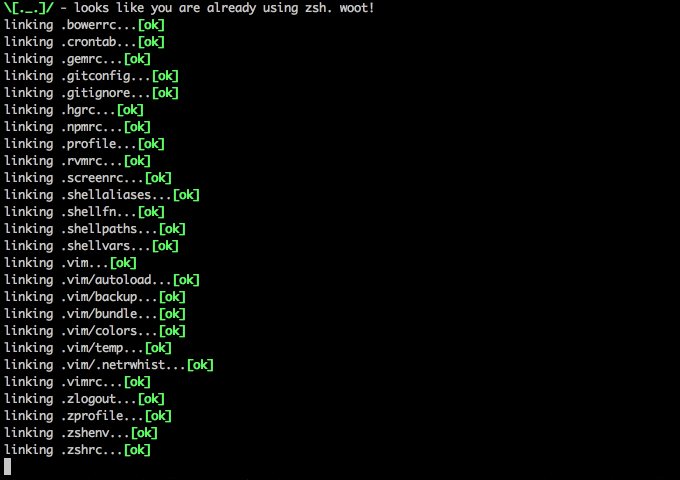 \[._.]/ - looks like you are already using zsh. woot!
linking .bowerrc...[ok]
linking .crontab...[ok]
linking .gemrc...[ok]
linking .gitconfig...[ok]
linking .gitignore...[ok]
linking .hgrc...[ok]
linking .npmrc...[ok]
linking .profile...[ok]
linking .rvmrc...[ok]
linking .screenrc...[ok]
linking .shellaliases...[ok]
linking .shellfn...[ok]
linking .shellpaths...[ok]
linking .shellvars...[ok]
linking .vim...[ok]
linking .vim/autoload...[ok]
linking .vim/backup...[ok]
linking .vim/bundle...[ok]
linking .vim/colors...[ok]
linking .vim/temp...[ok]
linking .vim/.netrwhist...[ok]
linking .vimrc...[ok]
linking .zlogout...[ok]
linking .zprofile...[ok]
linking .zshenv...[ok]
linking .zshrc...[ok]